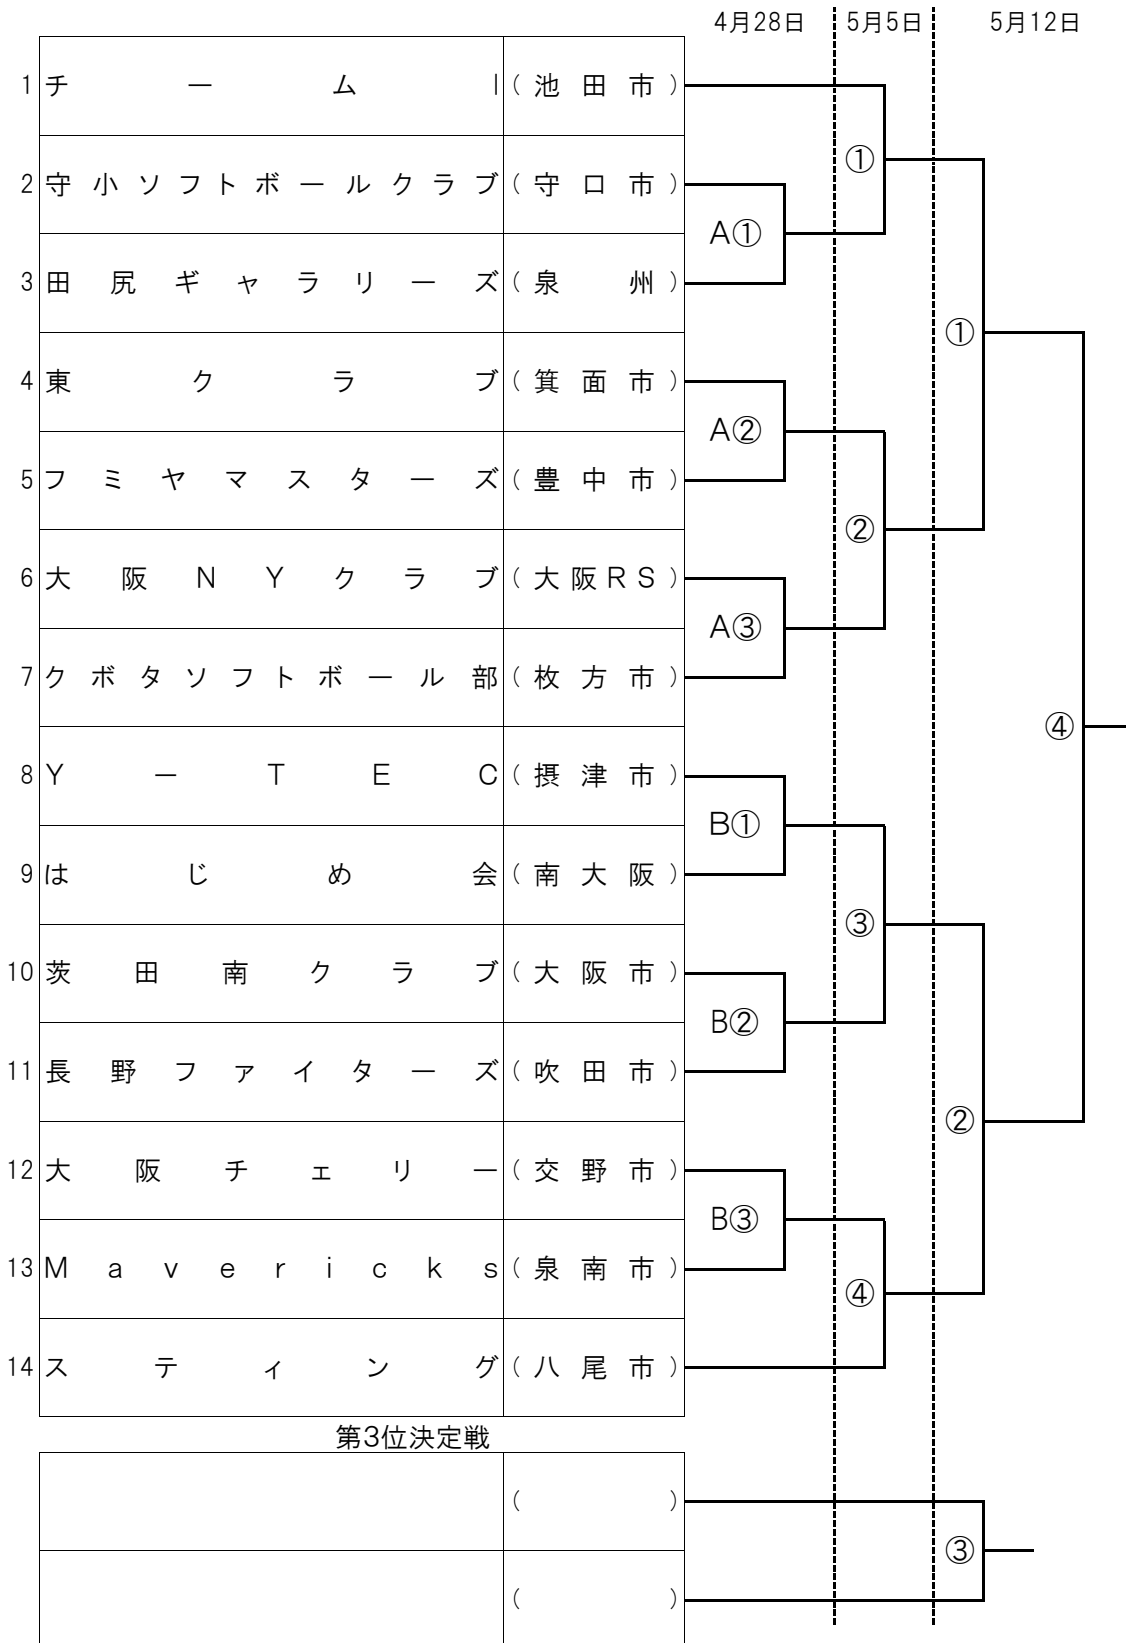 4月28日 5月5日 5月12日
1 チーム|(池田市)
①
2 守小ソフトボールクラブ(守口市)
A①
3 田尻ギャラリーズ(泉州)
①
4 東クラブ(箕面市)
A②
5 フミヤマスターズ(豊中市)
②
6 大阪NYクラブ(大阪RS)
A③
7 クボタソフトボール部(枚方市)
④
8 Y-TEC(摂津市)
B①
9 はじめ会(南大阪)
③
10 茨田南クラブ(大阪市)
B②
11 長野ファイターズ(吹田市)
②
12 大阪チェリー(交野市)
B③
13 Mavericks(泉南市)
④
14 スティング(八尾市)
第3位決定戦
( )
③
( )